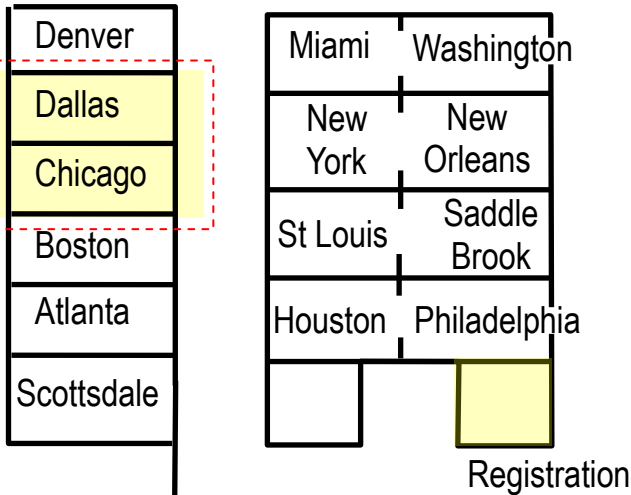 Denver
Dallas
Chicago
Boston
Atlanta
Scottsdale
Miami
Washington
New
York
New
Orleans
St Louis
Saddle
Brook
Houston
Philadelphia
Registration